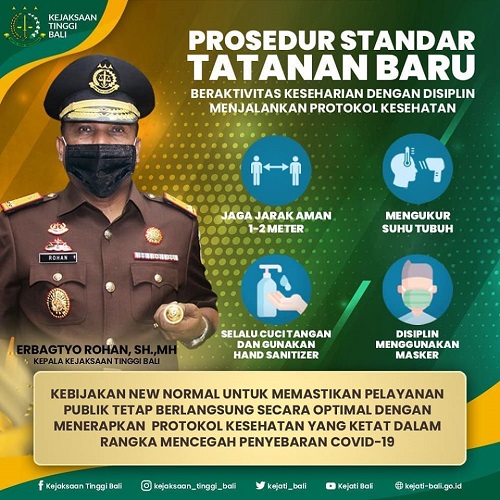 KEJAKSAAN
TINGGI
BALI
PROSEDUR STANDAR
TATANAN BARU
BERAKTIVITAS KESEHARIAN DENGAN DISIPLIN
MENJALANKAN PROTOKOL KESEHATAN
JAGA JARAK AMAN
1-2 METER
MENGUKUR
SUHU TUBUH
ROHAN
SELALU CUCI TANGAN
DAN GUNAKAN
HAND SANITIZER
DISIPLIN
MENGGUNAKAN
MASKER
ERBAGTYO ROHAN, SH.,MH
KEPALA KEJAKSAAN TINGGI BALI
KEBIJAKAN NEW NORMAL UNTUK MEMASTIKAN PELAYANAN
PUBLIK TETAP BERLANGSUNG SECARA OPTIMAL DENGAN
MENERAPKAN PROTOKOL KESEHATAN YANG KETAT DALAM
RANGKA MENCEGAH PENYEBARAN COVID-19
Kejaksaan Tinggi Bali
kejaksaan_tinggi_bali
kejati_bali
Kejati Bali
kejati-bali.go.id